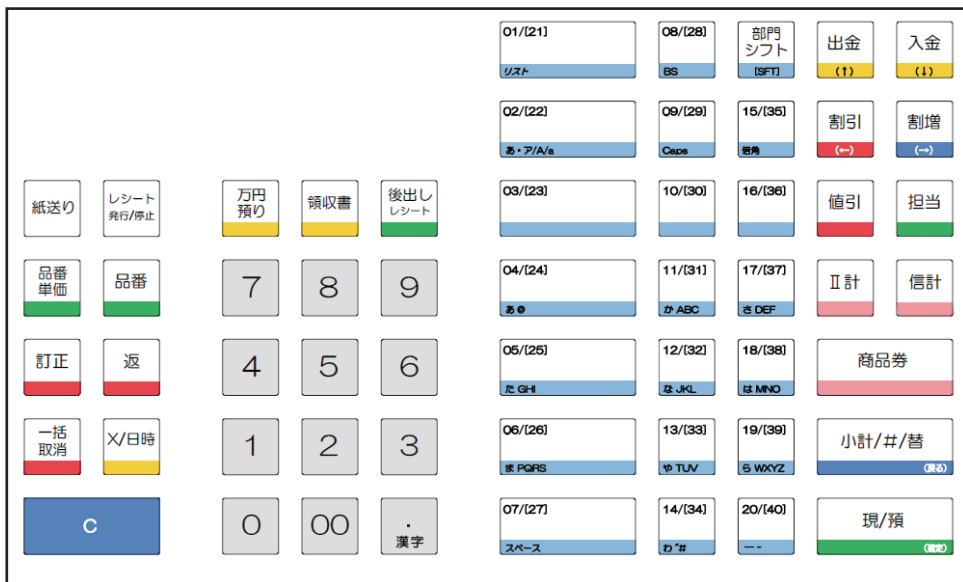 01/[21]
リスト
08/[28]
BS
部門
シフト
[SFT]
出金
(↑)
入金
(↓)
02/[22]
あ・ア/A/a
09/[29]
Caps
15/[35]
倍角
割引
(←)
割増
(→)
紙送り
レシート
発行/停止
万円
預り
領収書
後出し
レシート
03/[23]
10/[30]
16/[36]
値引
担当
品番
単価
品番
7
8
9
04/[24]
あ@
11/[31]
か ABC
17/[37]
さ DEF
Ⅱ計
信計
訂正
返
4
5
6
05/[25]
た GHI
12/[32]
な JKL
18/[38]
は MNO
商品券
一括
取消
X/日時
1
2
3
06/[26]
ま PQRS
13/[33]
や TUV
19/[39]
ら WXYZ
小計/#/替
(戻る)
C
0
00
.
漢字
07/[27]
スペース
14/[34]
わ゛#
20/[40]
ー -
現/預
(確定)